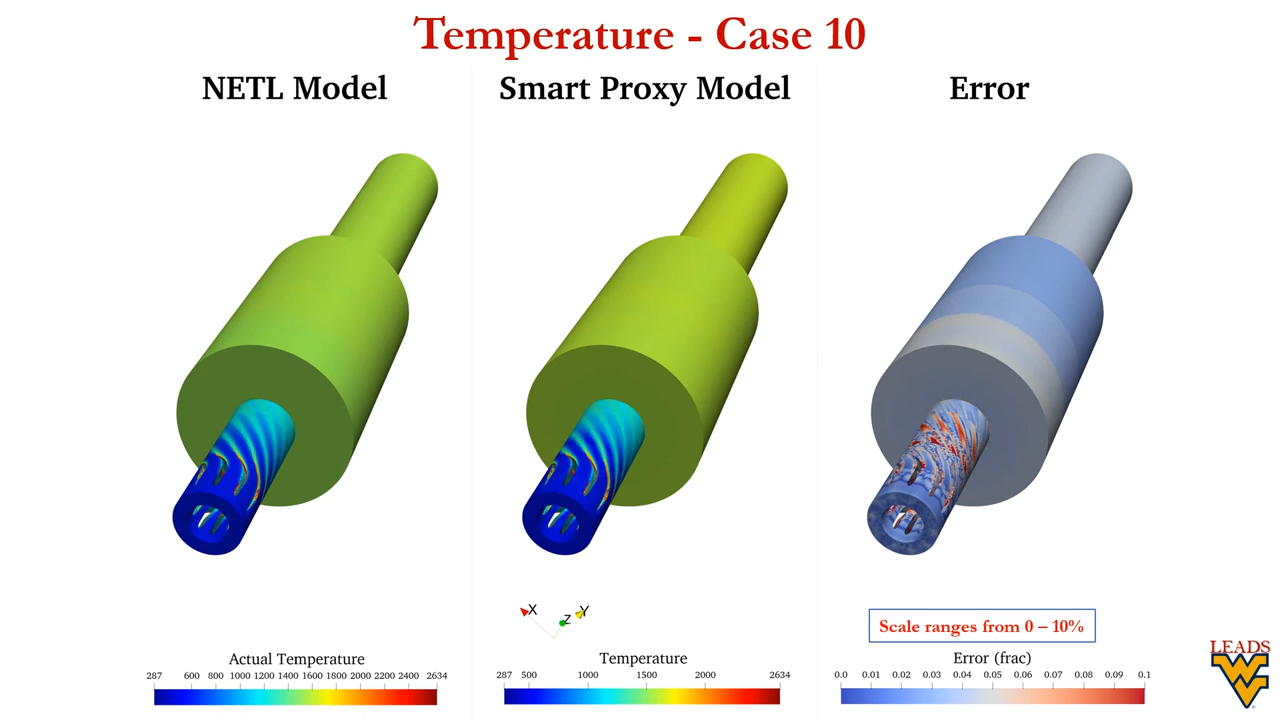 Temperature - Case 10
NETL Model
Smart Proxy Model
Error
X
Z
Y
Scale ranges from 0 – 10%
Actual Temperature
287 600 800 1000 1200 1400 1600 1800 2000 2200 2400 2634
Temperature
287 500 1000 1500 2000 2634
Error (frac)
0.0 0.01 0.02 0.03 0.04 0.05 0.06 0.07 0.08 0.09 0.1
LEADS
WV